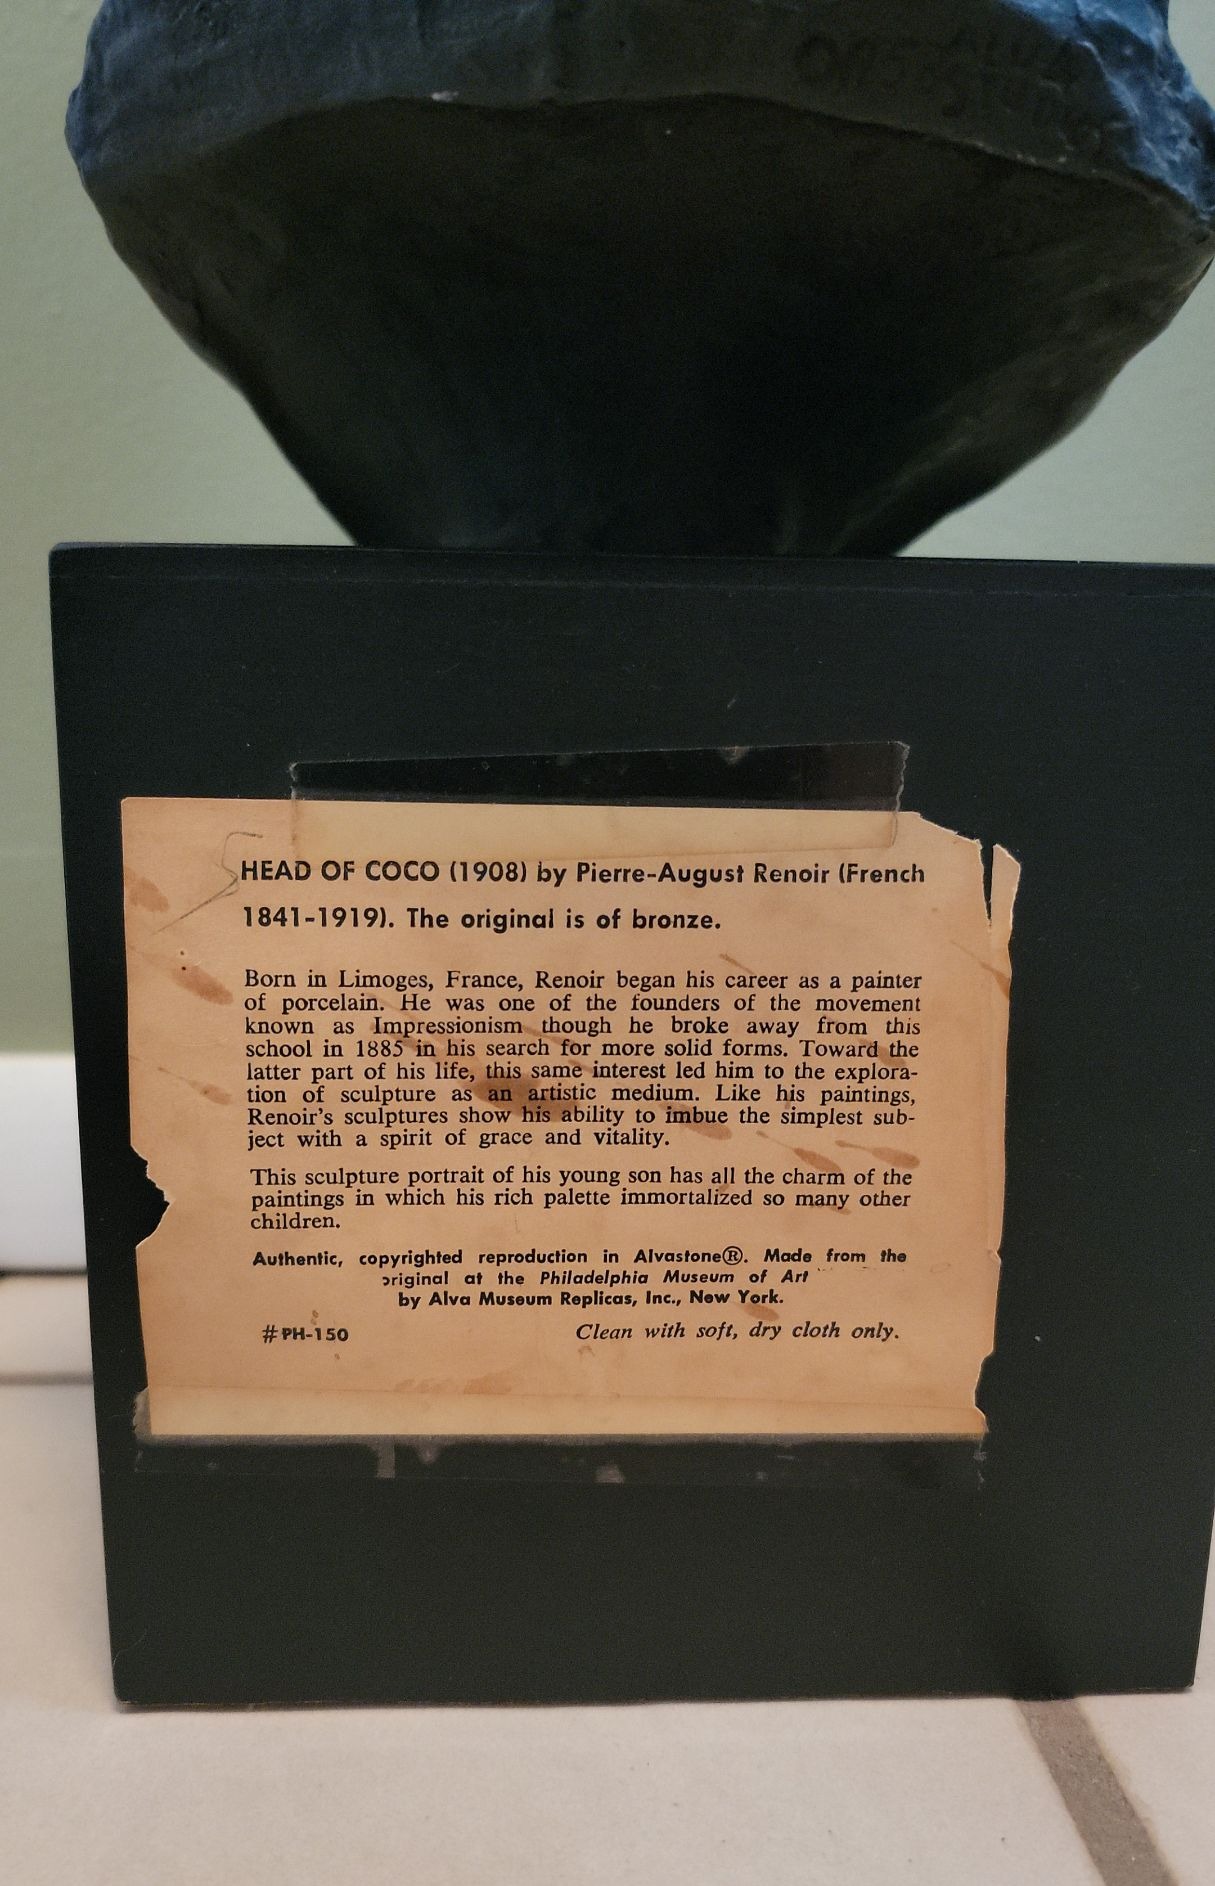 HEAD OF COCO (1908) by Pierre-August Renoir (French
1841-1919). The original is of bronze.
Born in Limoges, France, Renoir began his career as a painter
of porcelain. He was one of the founders of the movement
known as Impressionism though he broke away from this
school in 1885 in his search for more solid forms. Toward the
latter part of his life, this same interest led him to the explora-
tion of sculpture as an artistic medium. Like his paintings,
Renoir's sculptures show his ability to imbue the simplest sub-
ject with a spirit of grace and vitality.
This sculpture portrait of his young son has all the charm of the
paintings in which his rich palette immortalized so many other
children.
Authentic, copyrighted reproduction in Alvastone®. Made from the
original at the Philadelphia Museum of Art
by Alva Museum Replicas, Inc., New York.
#PH-150 Clean with soft, dry cloth only.